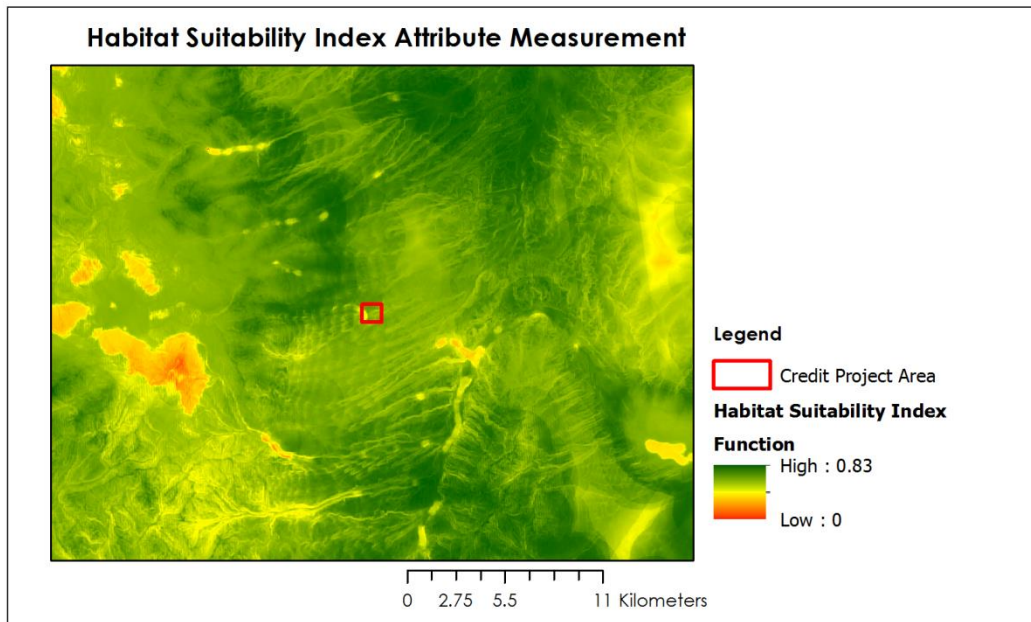 Habitat Suitability Index Attribute Measurement
Legend
Credit Project Area
Habitat Suitability Index
Function
High : 0.83
Low : 0
0 2.75 5.5 11 Kilometers